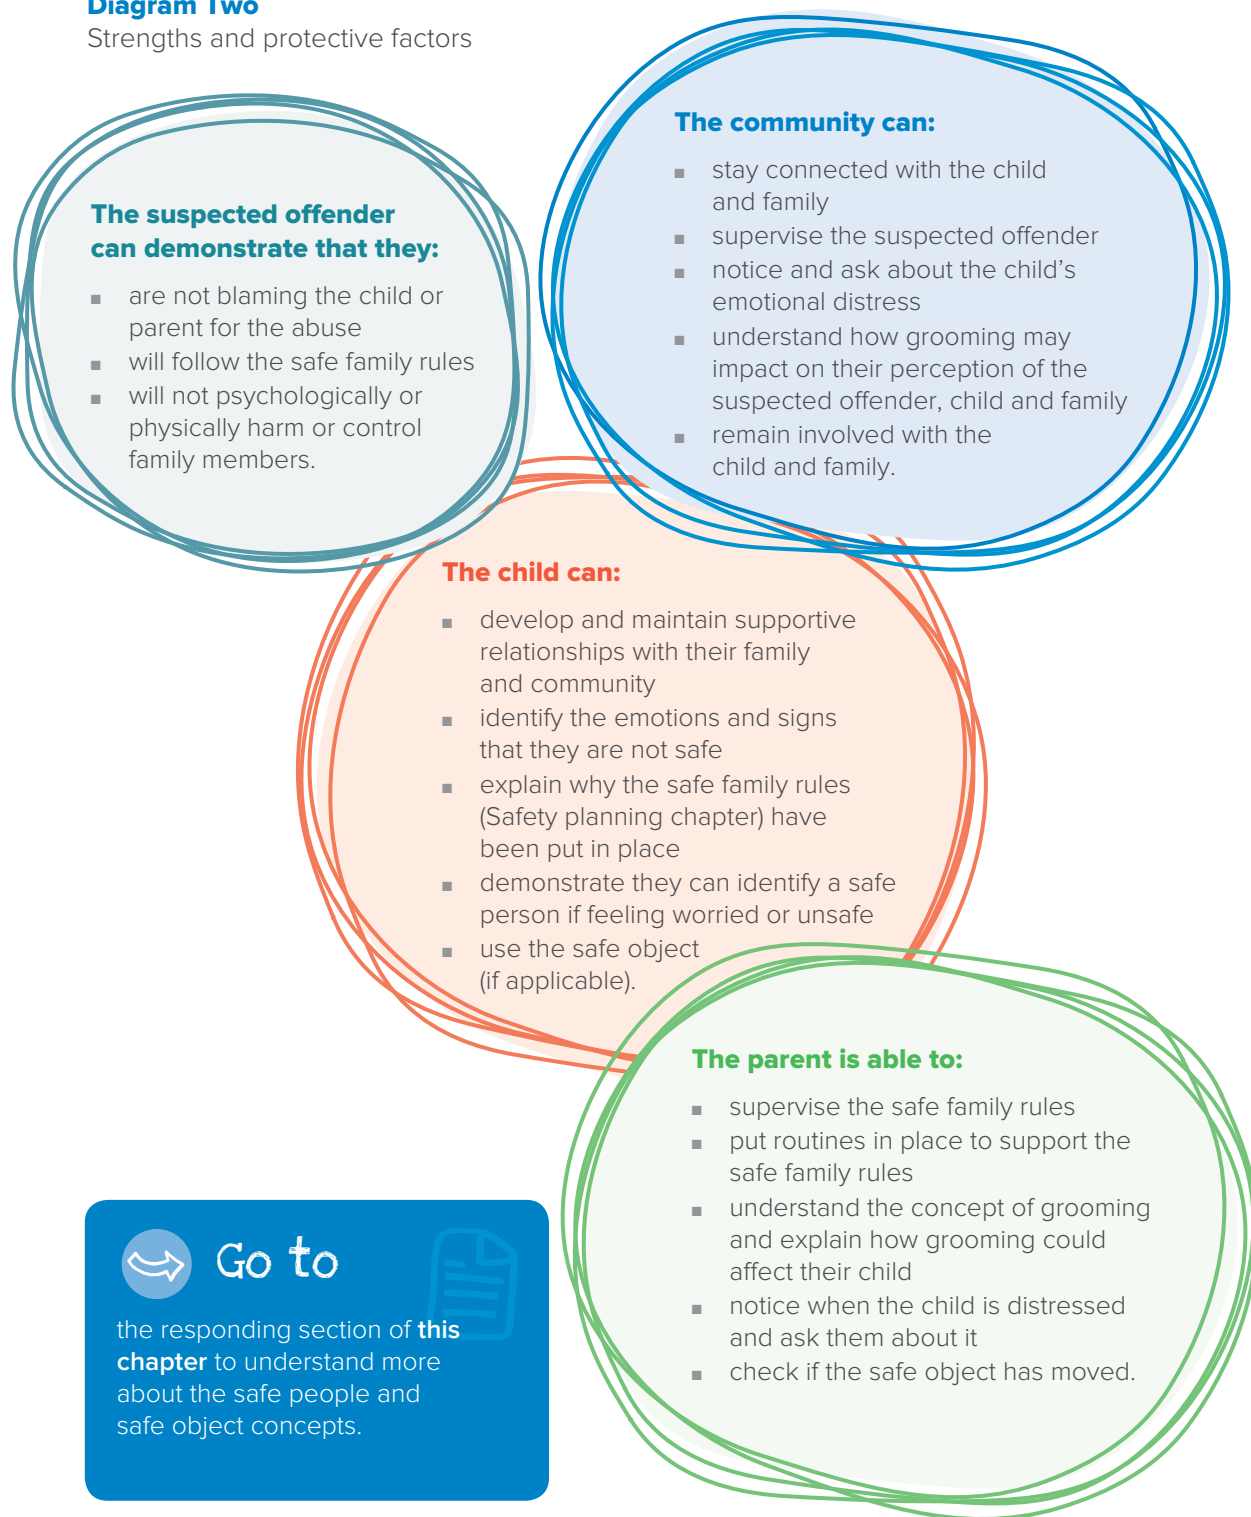 Diagram Two
Strengths and protective factors
The suspected offender
can demonstrate that they:
■ are not blaming the child or
parent for the abuse
■ will follow the safe family rules
■ will not psychologically or
physically harm or control
family members.
The community can:
■ stay connected with the child
and family
■ supervise the suspected offender
■ notice and ask about the child’s
emotional distress
■ understand how grooming may
impact on their perception of the
suspected offender, child and family
■ remain involved with the
child and family.
The child can:
■ develop and maintain supportive
relationships with their family
and community
■ identify the emotions and signs
that they are not safe
■ explain why the safe family rules
(Safety planning chapter) have
been put in place
■ demonstrate they can identify a safe
person if feeling worried or unsafe
■ use the safe object
(if applicable).
The parent is able to:
■ supervise the safe family rules
■ put routines in place to support the
safe family rules
■ understand the concept of grooming
and explain how grooming could
affect their child
■ notice when the child is distressed
and ask them about it
■ check if the safe object has moved.
Go to
the responding section of this
chapter to understand more
about the safe people and
safe object concepts.